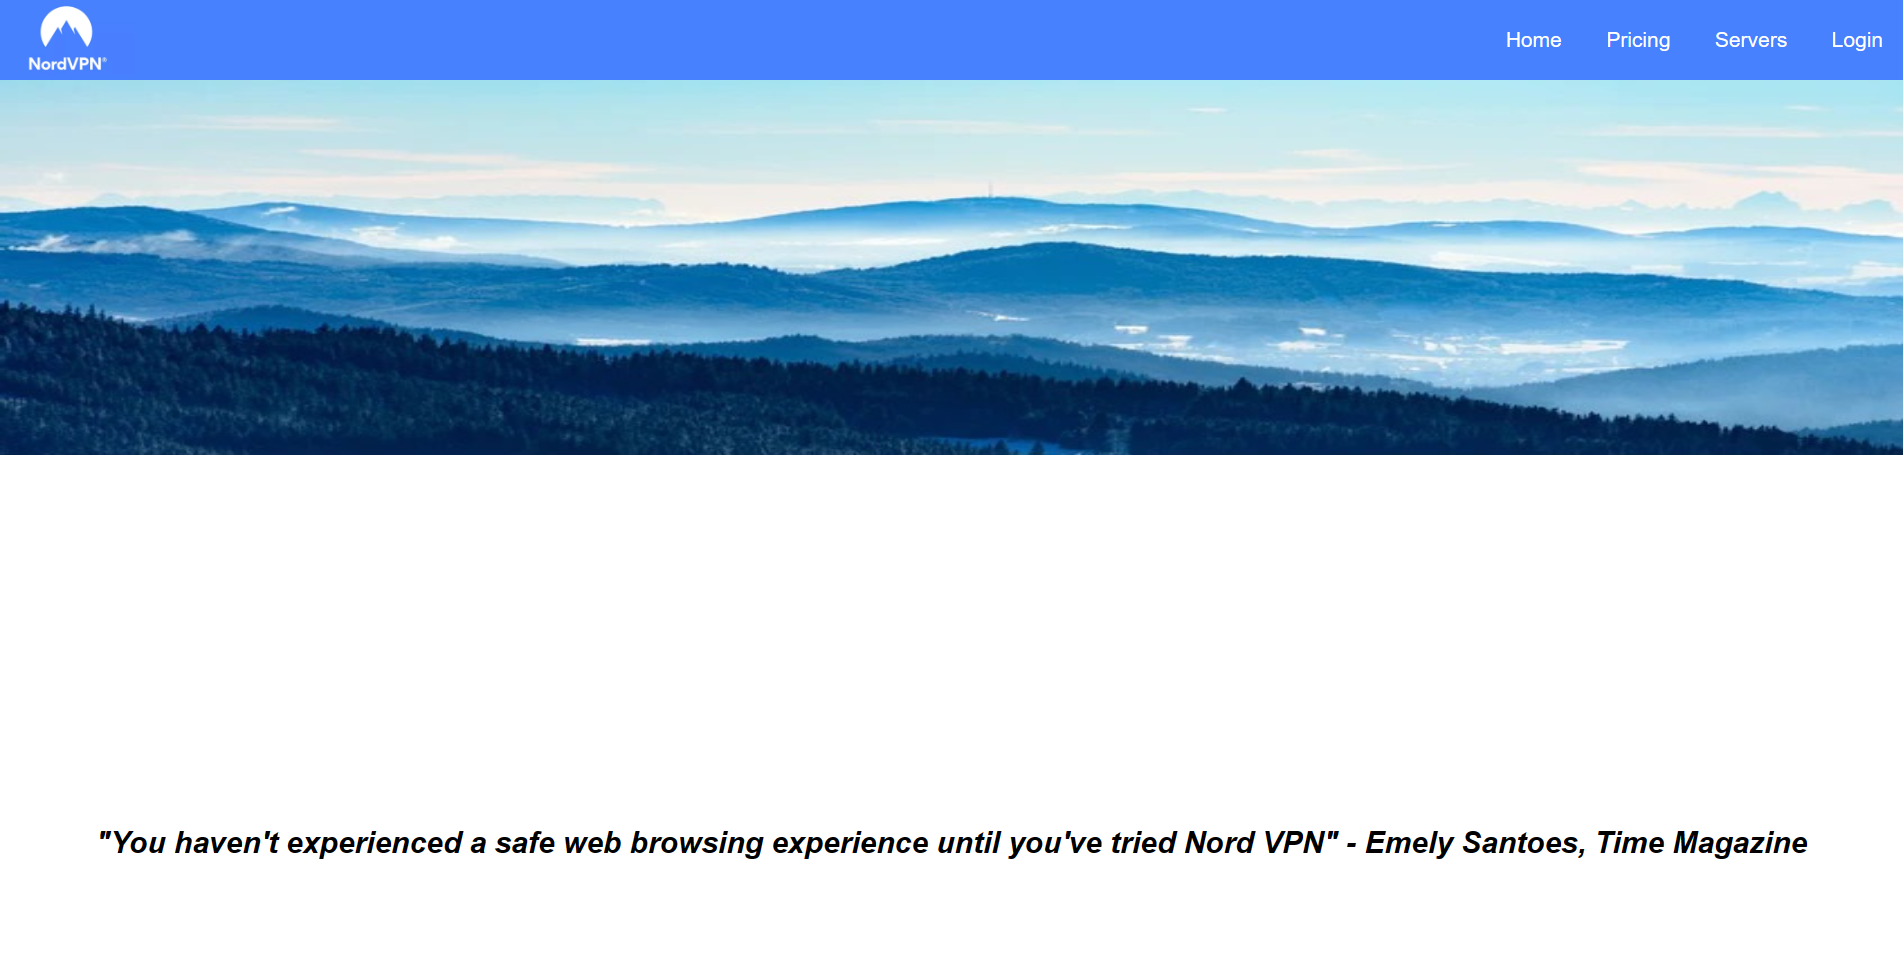 NordVPN®
Home Pricing Servers Login
"You haven't experienced a safe web browsing experience until you've tried Nord VPN" - Emely Santoes, Time Magazine